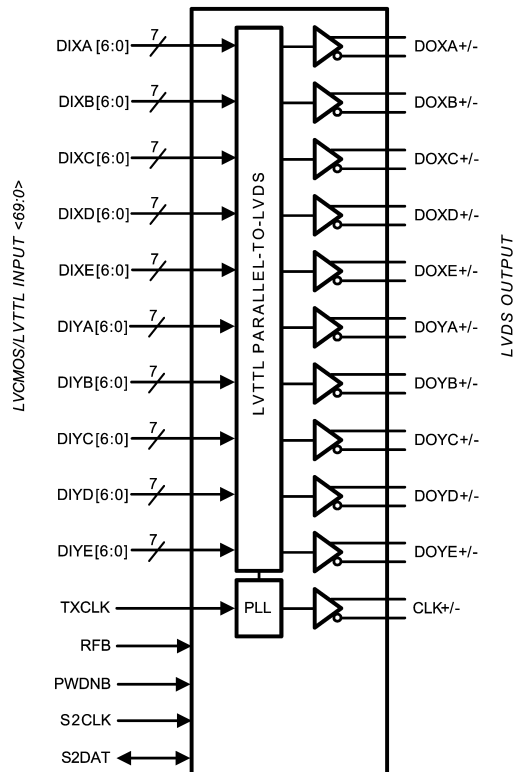 DIXA [6:0] 7 DOXA+/-
DIXB[6:0] 7 DOXB+/-
DIXC[6:0] 7 DOXC+/-
DIXD[6:0] 7 DOXD+/-
DIXE[6:0] 7 DOXE+/-
DIYA[6:0] 7 DOYA+/-
DIYB[6:0] 7 DOYB+/-
DIYC[6:0] 7 DOYC+/-
DIYD[6:0] 7 DOYD+/-
DIYE[6:0] 7 DOYE+/-
TXCLK PLL CLK+/-
RFB
PWDNB
S2CLK
S2DAT
LVCMOS/LVTTL INPUT <69:0>
LVTTL PARALLEL-TO-LVDS
LVDS OUTPUT